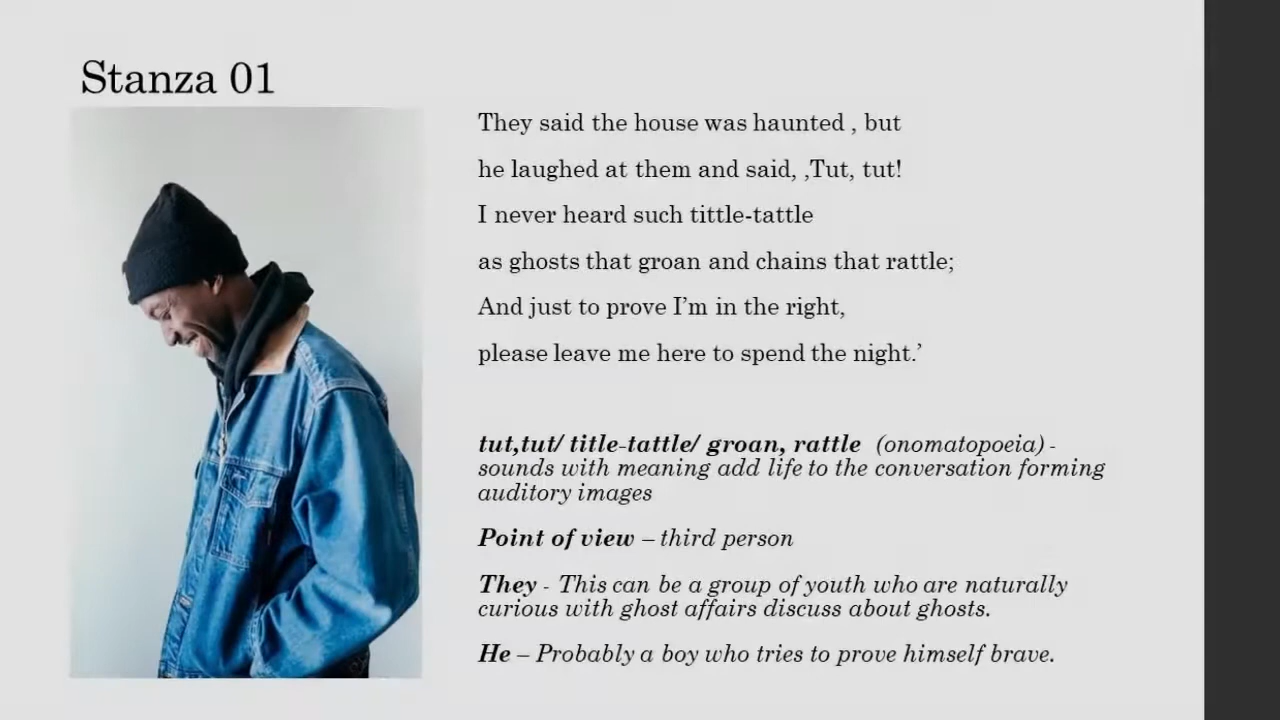 Stanza 01
They said the house was haunted , but
he laughed at them and said, ,Tut, tut!
I never heard such tittle-tattle
as ghosts that groan and chains that rattle;
And just to prove I’m in the right,
please leave me here to spend the night.’
tut,tut/ title-tattle/ groan, rattle (onomatopoeia) -
sounds with meaning add life to the conversation forming
auditory images
Point of view – third person
They - This can be a group of youth who are naturally
curious with ghost affairs discuss about ghosts.
He – Probably a boy who tries to prove himself brave.